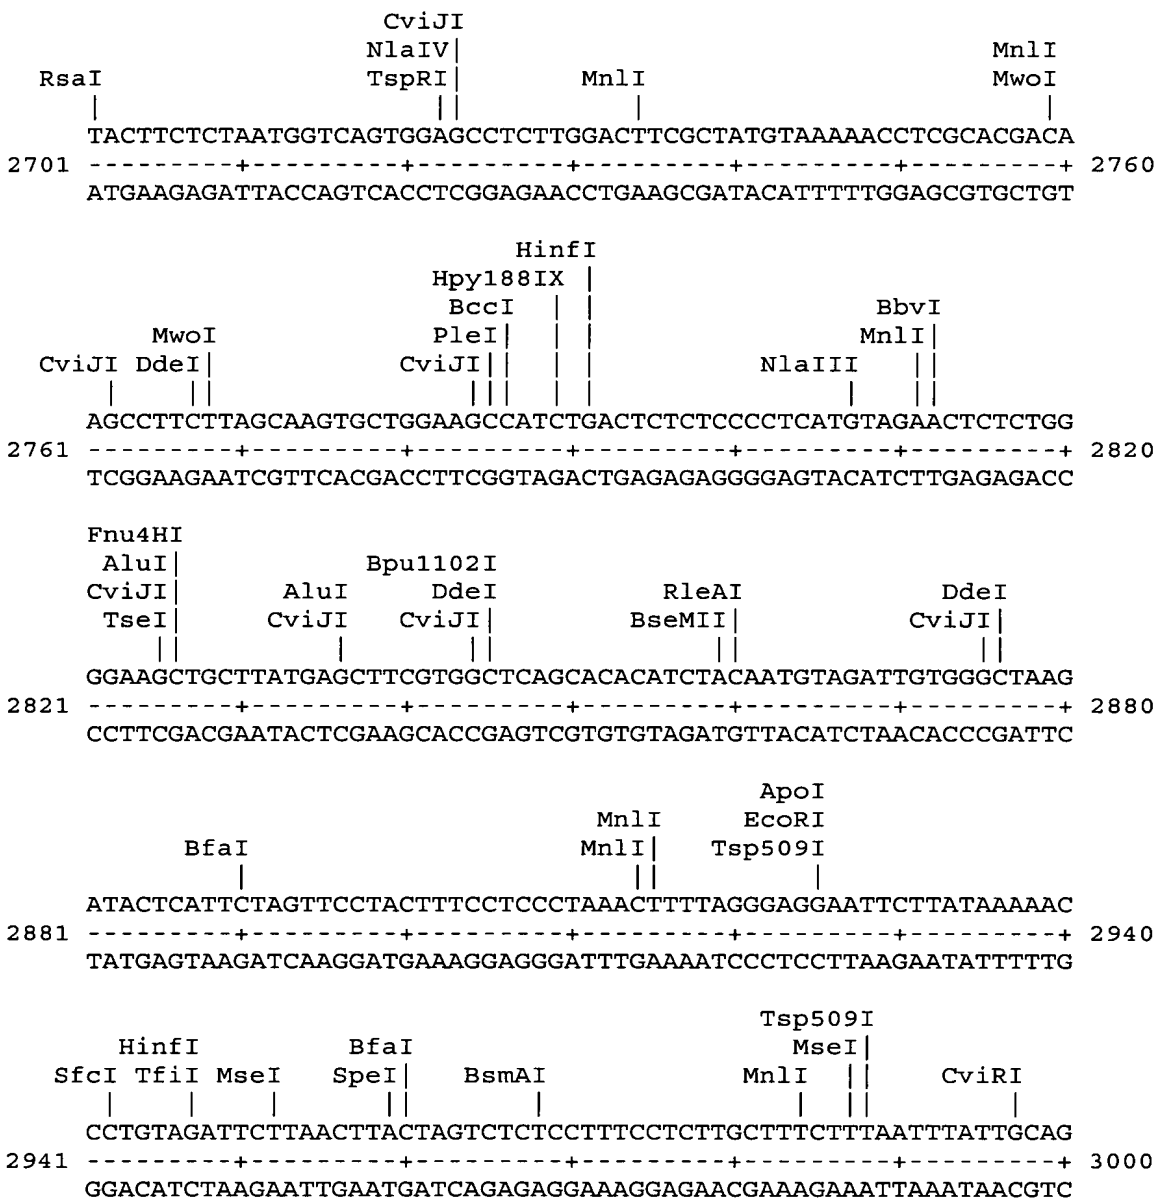 CviJI
NlaIV|
MnlI
RsaI TspRI| MnlI MwoI
| || | |
TACTTCTCTAATGGTCAGTGGAGCCTCTTGGACTTCGCTATGTAAAAACCTCGCACGACA
2701 ---------+---------+---------+---------+---------+---------+ 2760
ATGAAGAGATTACCAGTCACCTCGGAGAACCTGAAGCGATACATTTTTGGAGCGTGCTGT
HinfI
Hpy188IX |
BccI | | BbvI
MwoI PleI| | | MnlI|
CviJI DdeI| CviJI|| | | NlaIII ||
| || ||| | | | ||
AGCCTTCTTAGCAAGTGCTGGAAGCCATCTGACTCTCTCCCCTCATGTAGAACTCTCTGG
2761 ---------+---------+---------+---------+---------+---------+ 2820
TCGGAAGAATCGTTCACGACCTTCGGTAGACTGAGAGAGGGGAGTACATCTTGAGAGACC
Fnu4HI
AluI| Bpu1102I
CviJI| AluI DdeI RleAI DdeI
TseI| CviJI CviJI| BseMII| CviJI|
|| | || || ||
GGAAGCTGCTTATGAGCTTCGTGGCTCAGCACACATCTACAATGTAGATTGTGGGCTAAG
2821 ---------+---------+---------+---------+---------+---------+ 2880
CCTTCGACGAATACTCGAAGCACCGAGTCGTGTGTAGATGTTACATCTAACACCCGATTC
ApoI
MnlI EcoRI
BfaI MnlI| Tsp509I
| || |
ATACTCATTCTAGTTCCTACTTTCCTCCCTAAACTTTTAGGGAGGAATTCTTATAAAAAC
2881 ---------+---------+---------+---------+---------+---------+ 2940
TATGAGTAAGATCAAGGATGAAAGGAGGGATTTGAAAATCCCTCCTTAAGAATATTTTTG
Tsp509I
HinfI BfaI MseI|
SfcI TfiI MseI SpeI| BsmAI MnlI || CviRI
| | | || | | || |
CCTGTAGATTCTTAACTTACTAGTCTCTCCTTTCCTCTTGCTTTCTTTAATTTATTGCAG
2941 ---------+---------+---------+---------+---------+---------+ 3000
GGACATCTAAGAATTGAATGATCAGAGAGGAAAGGAGAACGAAAGAAATTAAATAACGTC